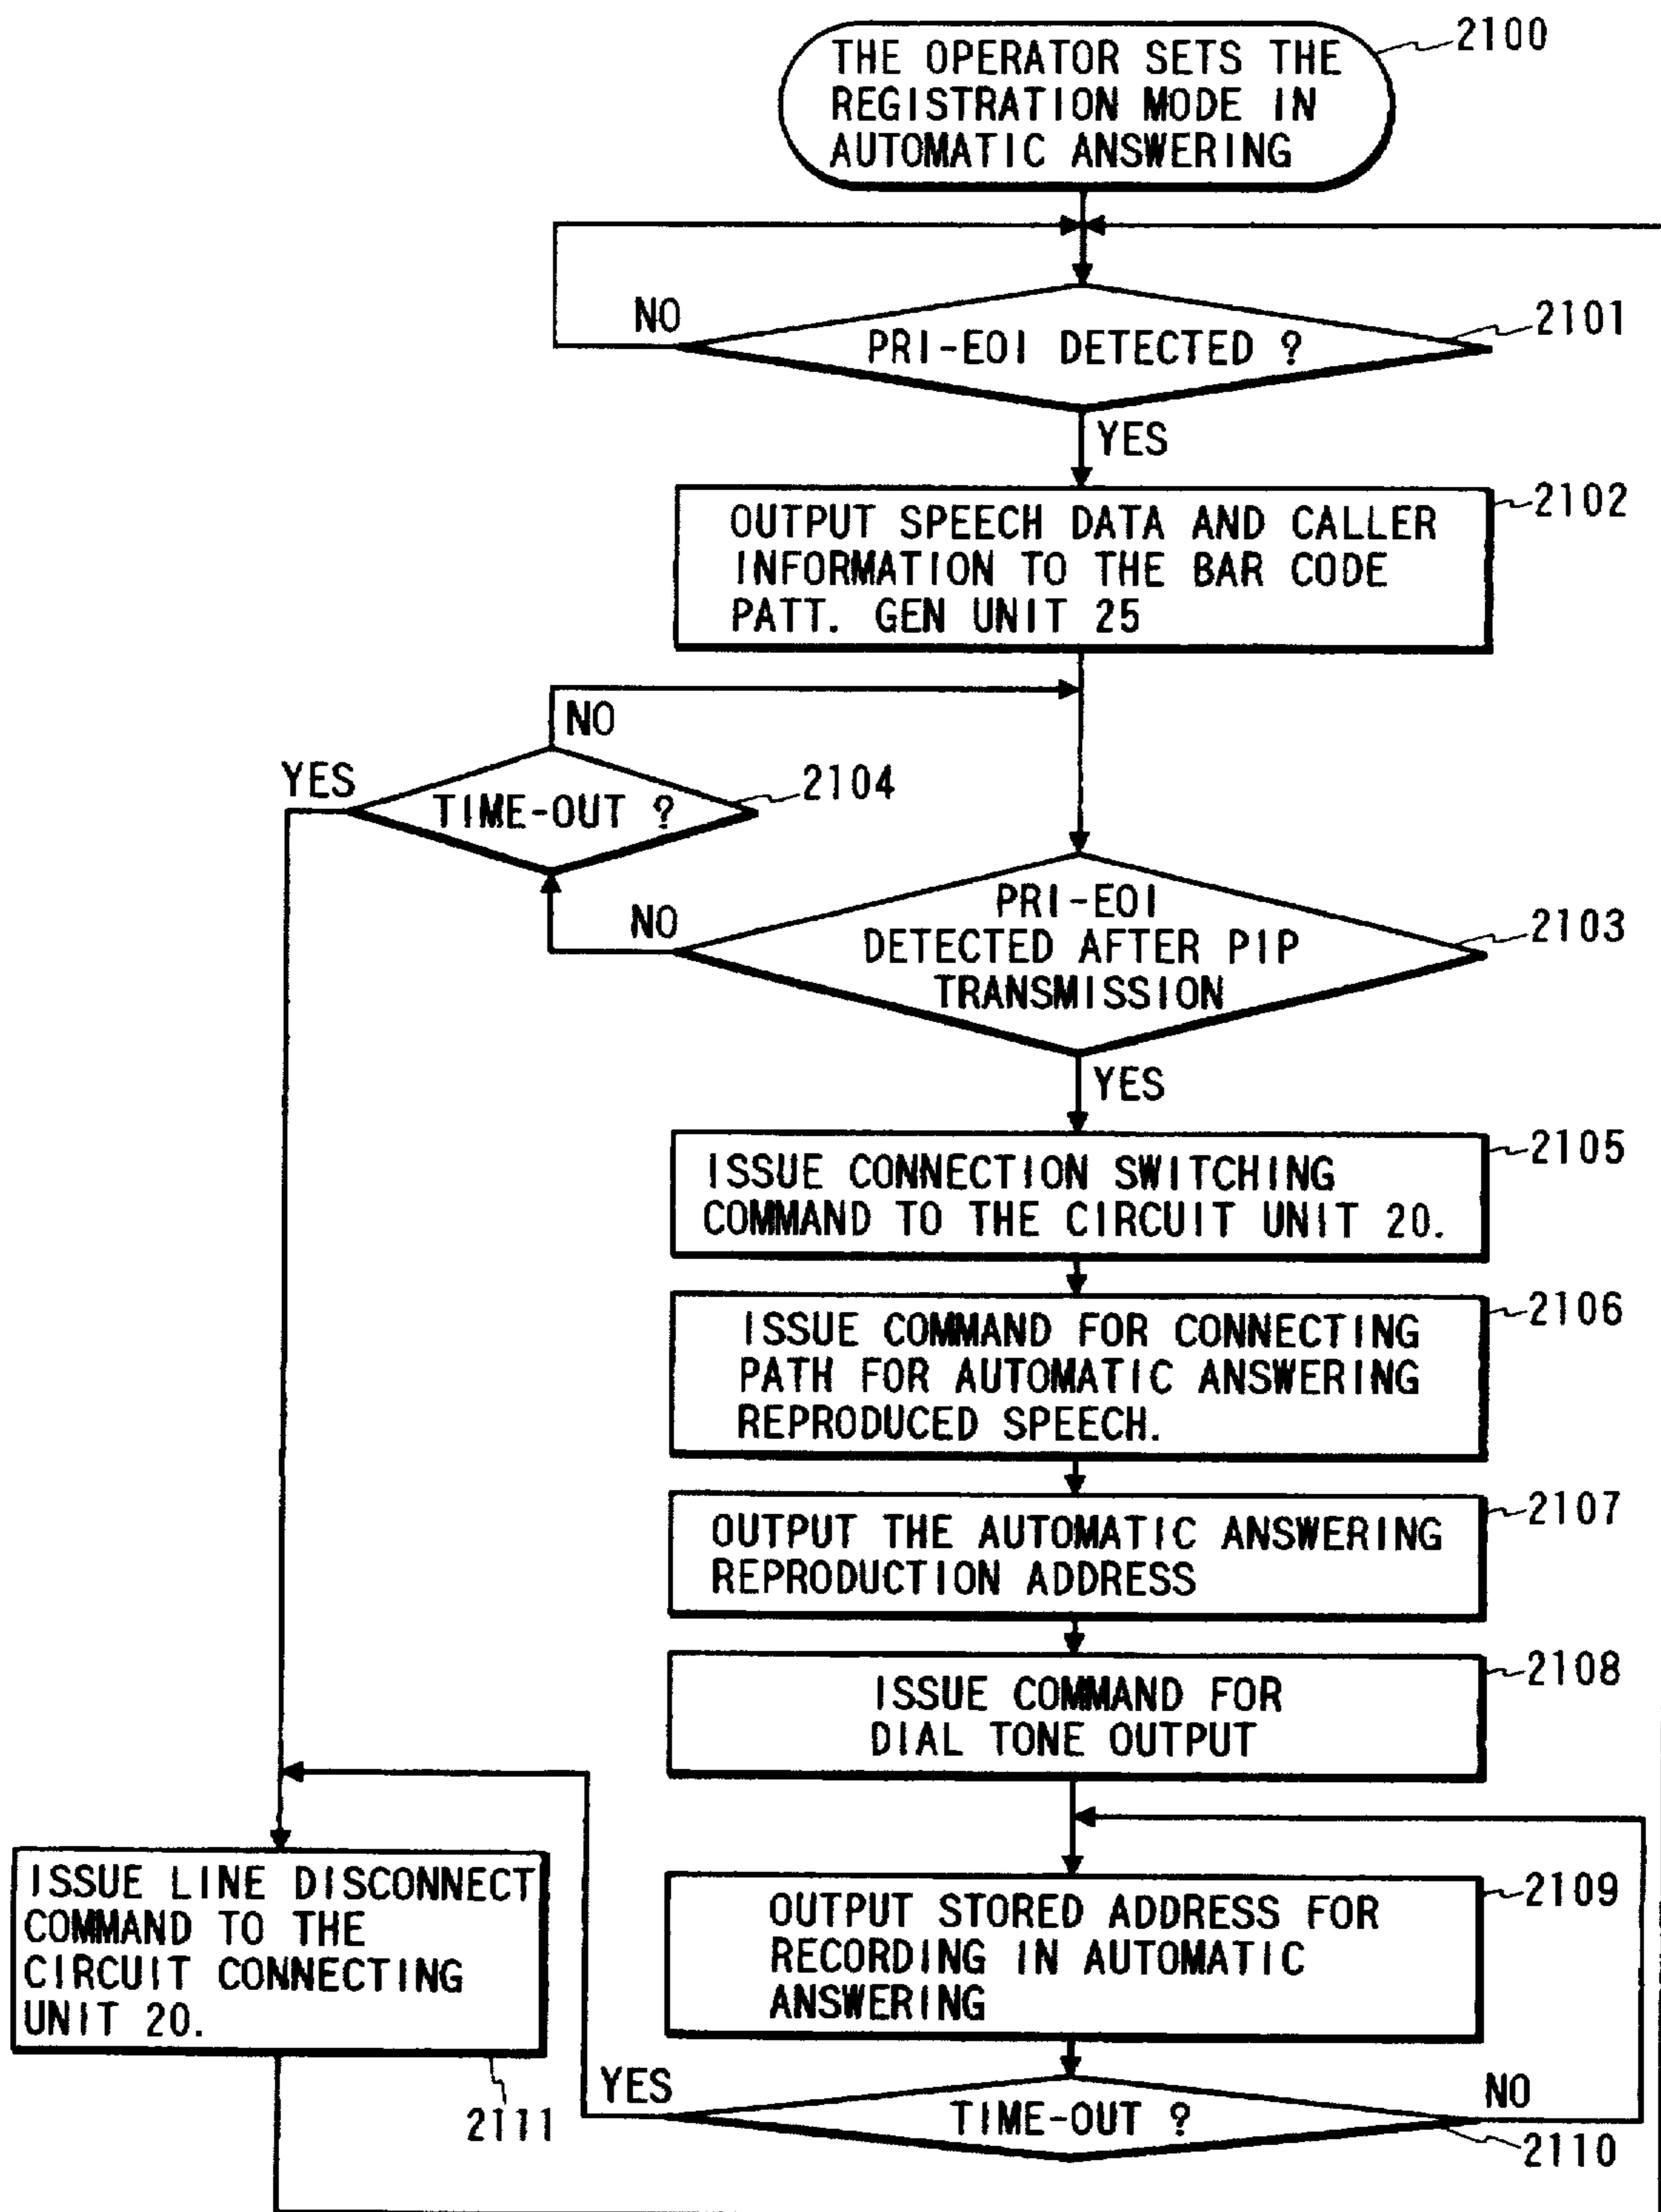 THE OPERATOR SETS THE
REGISTRATION MODE IN
AUTOMATIC ANSWERING
2100
NO
PRI-EOI DETECTED ?
2101
YES
OUTPUT SPEECH DATA AND CALLER
INFORMATION TO THE BAR CODE
PATT. GEN UNIT 25
2102
NO
YES
TIME-OUT ?
2104
NO
PRI-EOI
DETECTED AFTER PIP
TRANSMISSION
2103
YES
ISSUE CONNECTION SWITCHING
COMMAND TO THE CIRCUIT UNIT 20.
2105
ISSUE COMMAND FOR CONNECTING
PATH FOR AUTOMATIC ANSWERING
REPRODUCED SPEECH.
2106
OUTPUT THE AUTOMATIC ANSWERING
REPRODUCTION ADDRESS
2107
ISSUE COMMAND FOR
DIAL TONE OUTPUT
2108
OUTPUT STORED ADDRESS FOR
RECORDING IN AUTOMATIC
ANSWERING
2109
ISSUE LINE DISCONNECT
COMMAND TO THE
CIRCUIT CONNECTING
UNIT 20.
2111
YES
TIME-OUT ?
NO
2110